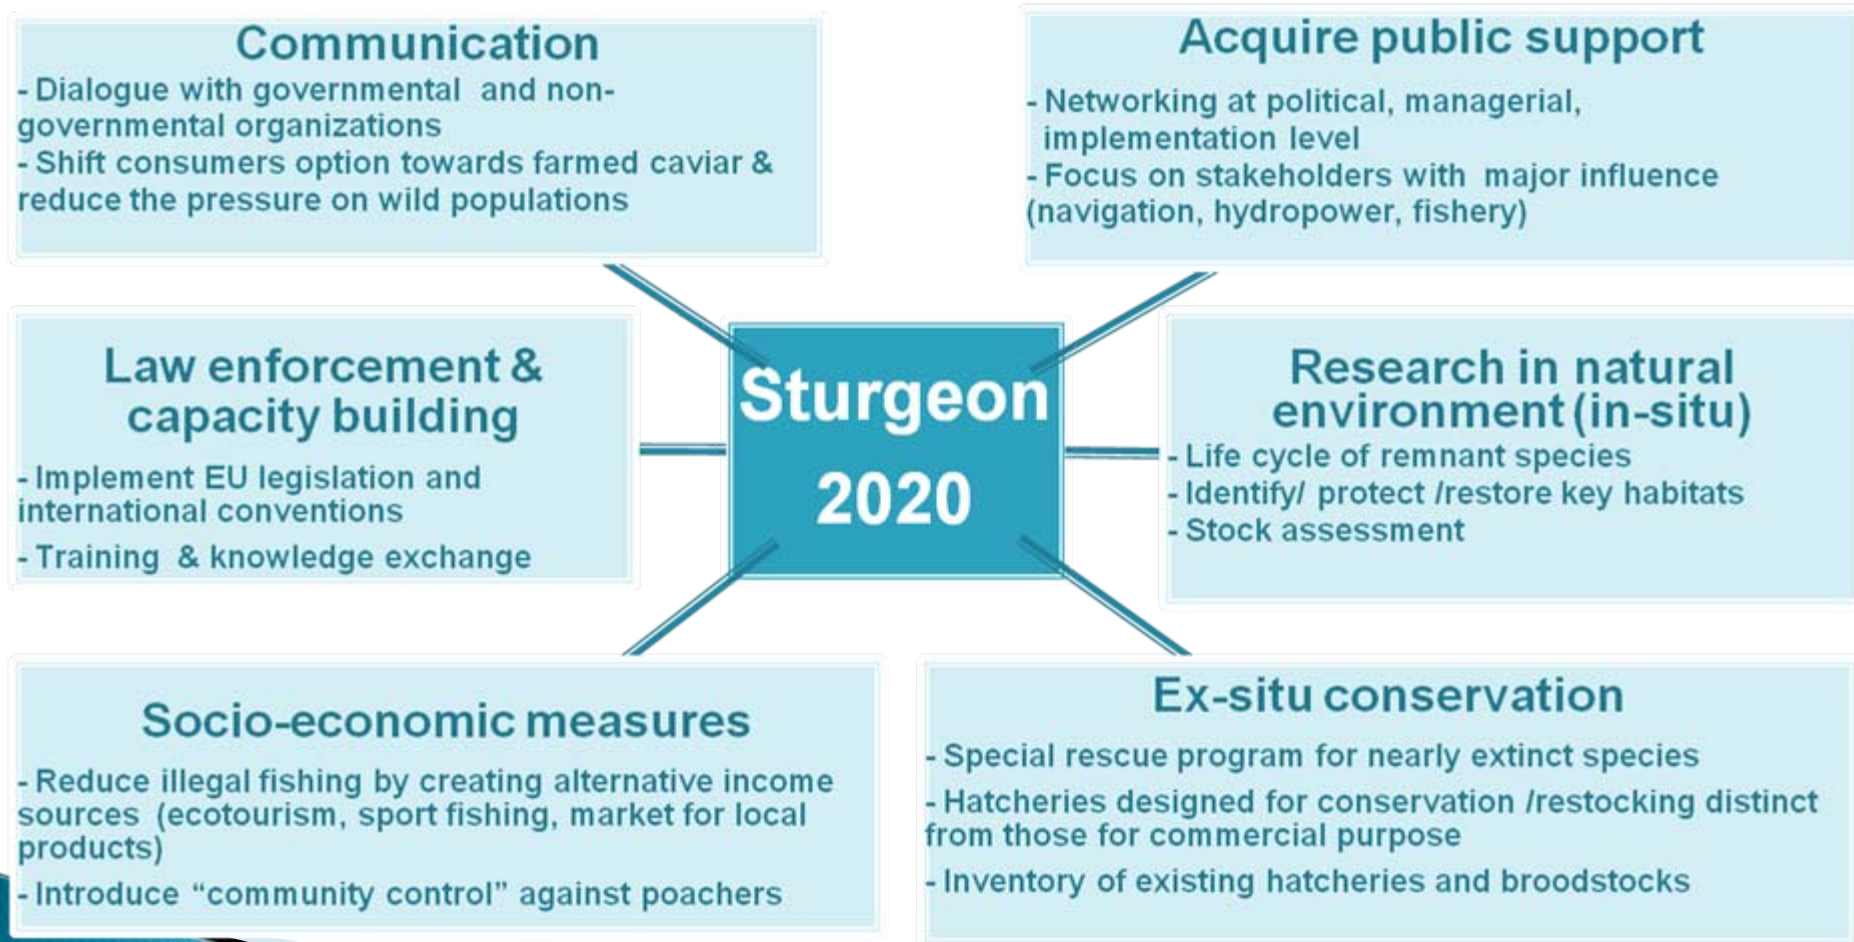 Communication
- Dialogue with governmental and non-
governmental organizations
- Shift consumers option towards farmed caviar &
reduce the pressure on wild populations
Acquire public support
- Networking at political, managerial,
implementation level
- Focus on stakeholders with major influence
(navigation, hydropower, fishery)
Law enforcement &
capacity building
- Implement EU legislation and
international conventions
- Training & knowledge exchange
Sturgeon
2020
Research in natural
environment (in-situ)
- Life cycle of remnant species
- Identify/ protect /restore key habitats
- Stock assessment
Socio-economic measures
- Reduce illegal fishing by creating alternative income
sources (ecotourism, sport fishing, market for local
products)
- Introduce “community control” against poachers
Ex-situ conservation
- Special rescue program for nearly extinct species
- Hatcheries designed for conservation /restocking distinct
from those for commercial purpose
- Inventory of existing hatcheries and broodstocks